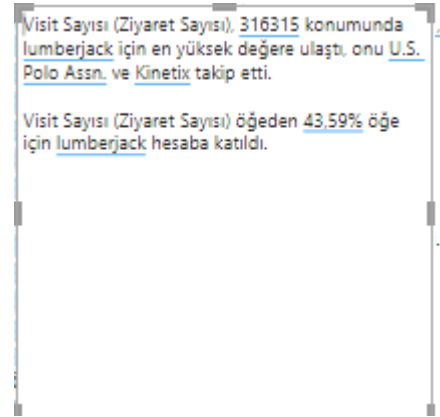 Visit Sayısı (Ziyaret Sayısı), 316315 konumunda
lumberjack için en yüksek değere ulaştı, onu U.S.
Polo Assn. ve Kinetix takip etti.
Visit Sayısı (Ziyaret Sayısı) öğeden 43,59% öğe
için lumberjack hesaba katıldı.